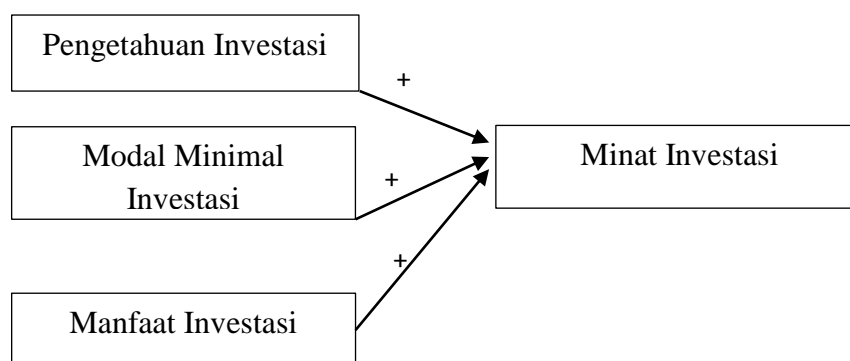 Pengetahuan Investasi
+
Modal Minimal
Investasi
+
Minat Investasi
+
Manfaat Investasi